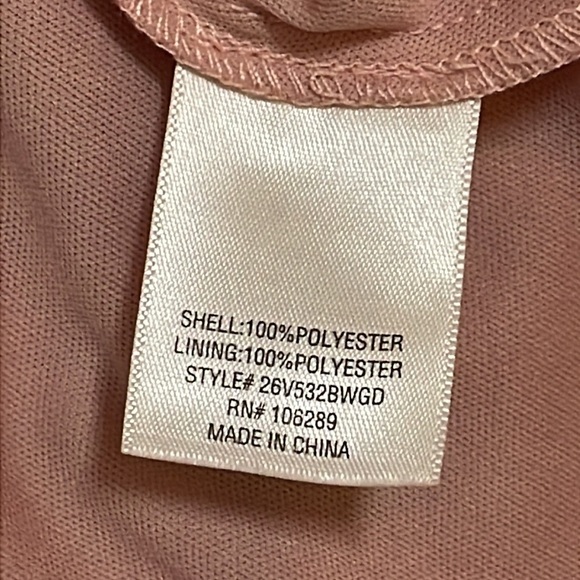 SHELL:100%POLYESTER
LINING:100%POLYESTER
STYLE# 26V532BWGD
RN# 106289
MADE IN CHINA